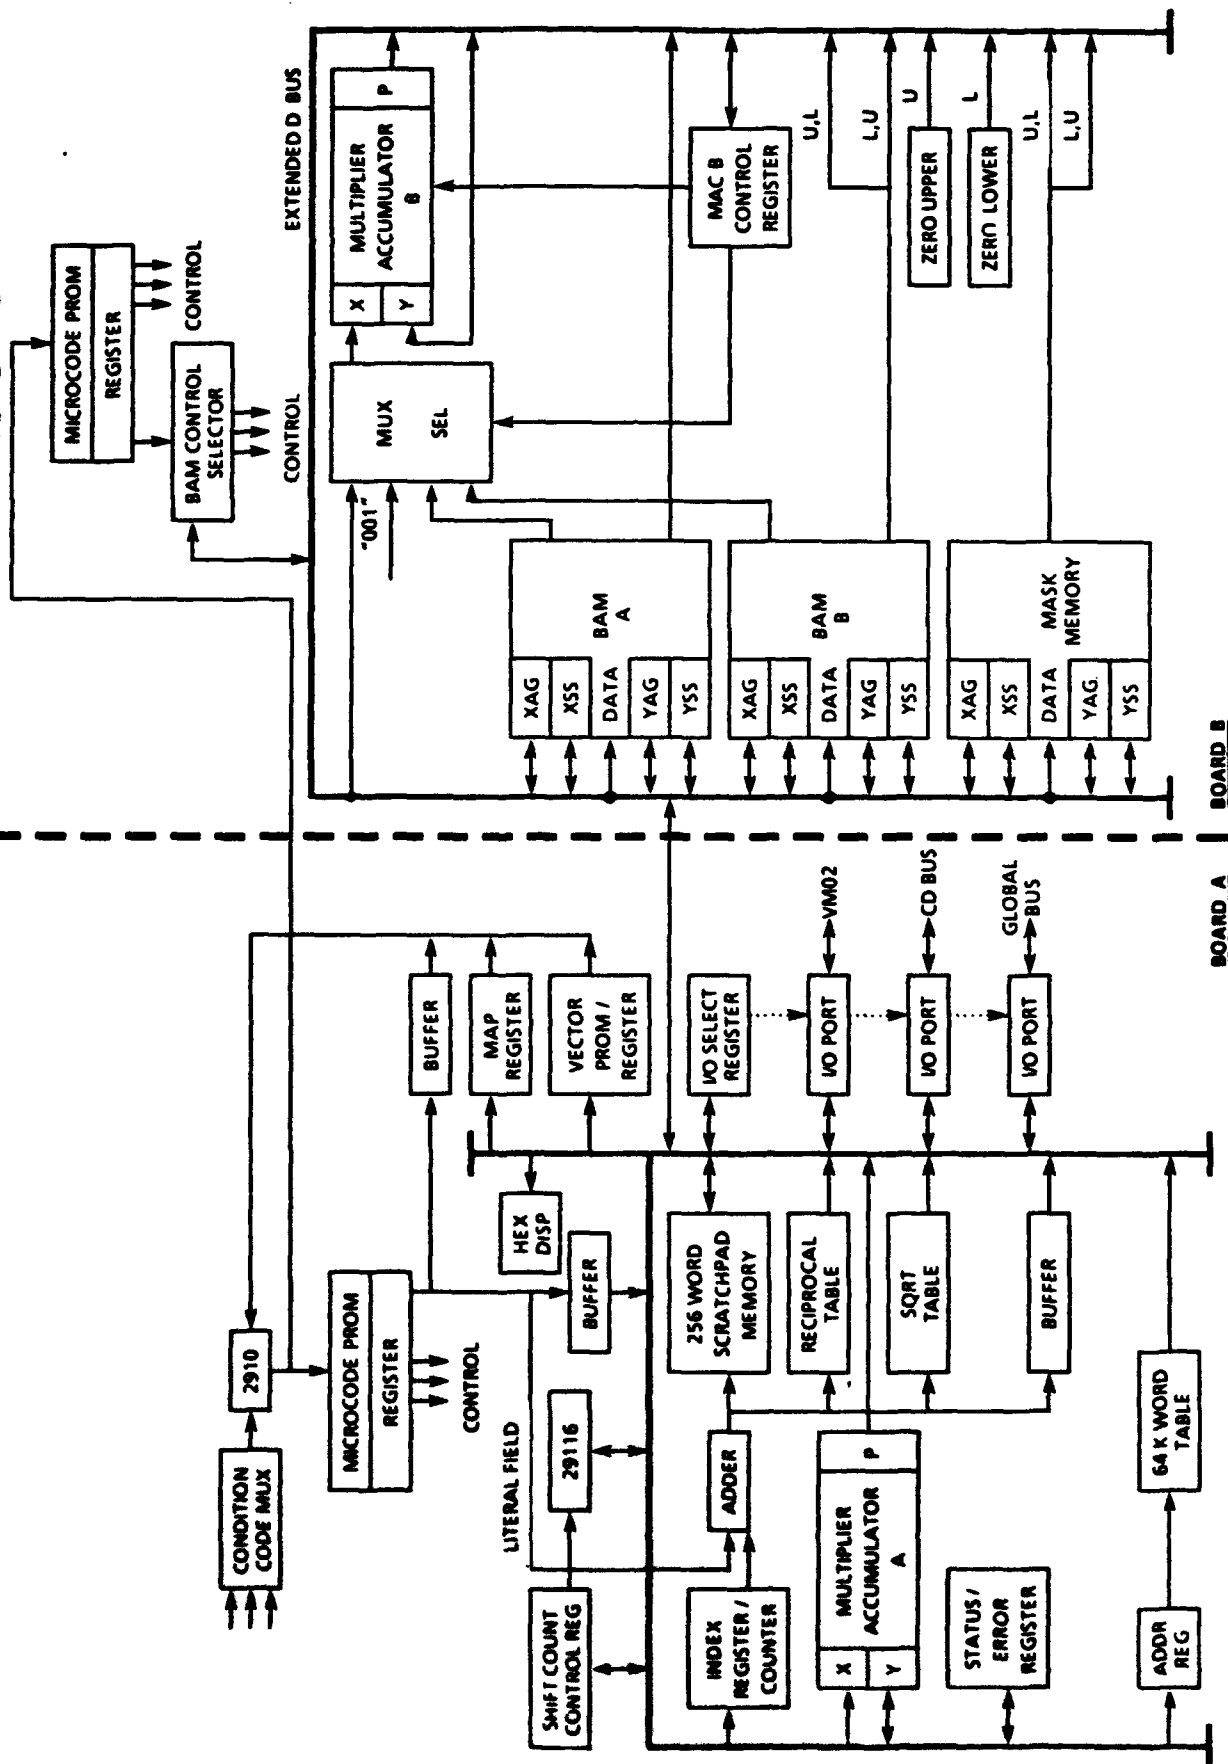 CONDITION
CODE MUX
2910
MICROCODE PROM
REGISTER
CONTROL
LITERAL FIELD
SHIFT COUNT
CONTROL REG
29116
BUFFER
HEX
DISP
BUFFER
MAP
REGISTER
VECTOR
PROM /
REGISTER
INDEX
REGISTER /
COUNTER
ADDER
256 WORD
SCRATCHPAD
MEMORY
I/O SELECT
REGISTER
RECIPROCAL
TABLE
I/O PORT
VM02
X
Y
MULTIPLIER
ACCUMULATOR
A
P
SQRT
TABLE
I/O PORT
CD BUS
STATUS /
ERROR
REGISTER
BUFFER
I/O PORT
GLOBAL
BUS
ADDR
REG
64 K WORD
TABLE
BOARD A
MICROCODE PROM
REGISTER
CONTROL
BAM CONTROL
SELECTOR
CONTROL
EXTENDED D BUS
"001"
MUX
SEL
X
Y
MULTIPLIER
ACCUMULATOR
B
P
XAG
XSS
DATA
YAG
YSS
BAM
A
MAC B
CONTROL
REGISTER
XAG
XSS
DATA
YAG
YSS
BAM
B
U,L
L,U
ZERO UPPER
U
ZERO LOWER
L
XAG
XSS
DATA
YAG
YSS
MASK
MEMORY
U,L
L,U
BOARD B